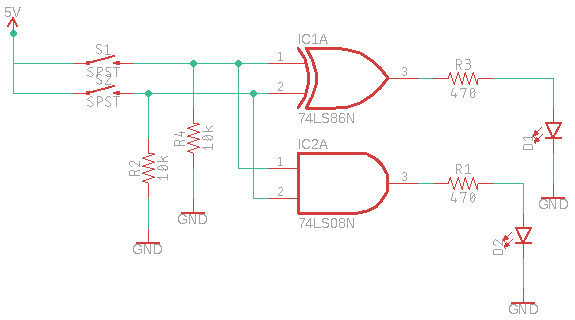 5V
S1
SPST
S2
SPST
IC1A
1
2
3
74LS86N
R3
470
D1
GND
R4
10k
GND
R2
10k
GND
IC2A
1
2
3
74LS08N
R1
470
D2
GND